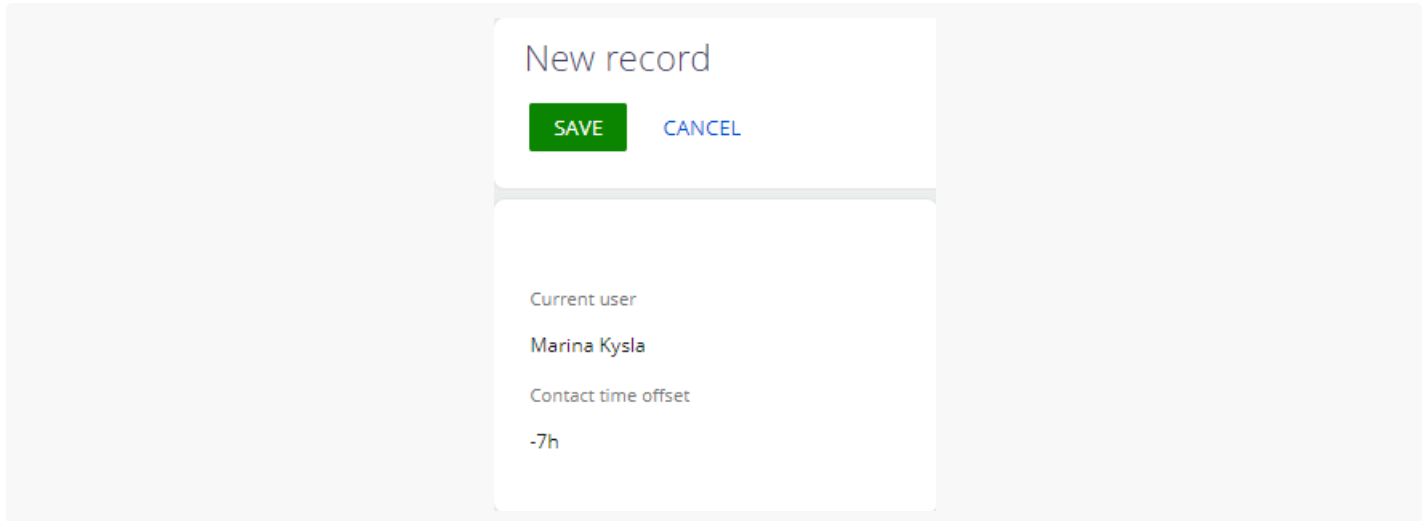 New record
SAVE CANCEL
Current user
Marina Kysla
Contact time offset
-7h